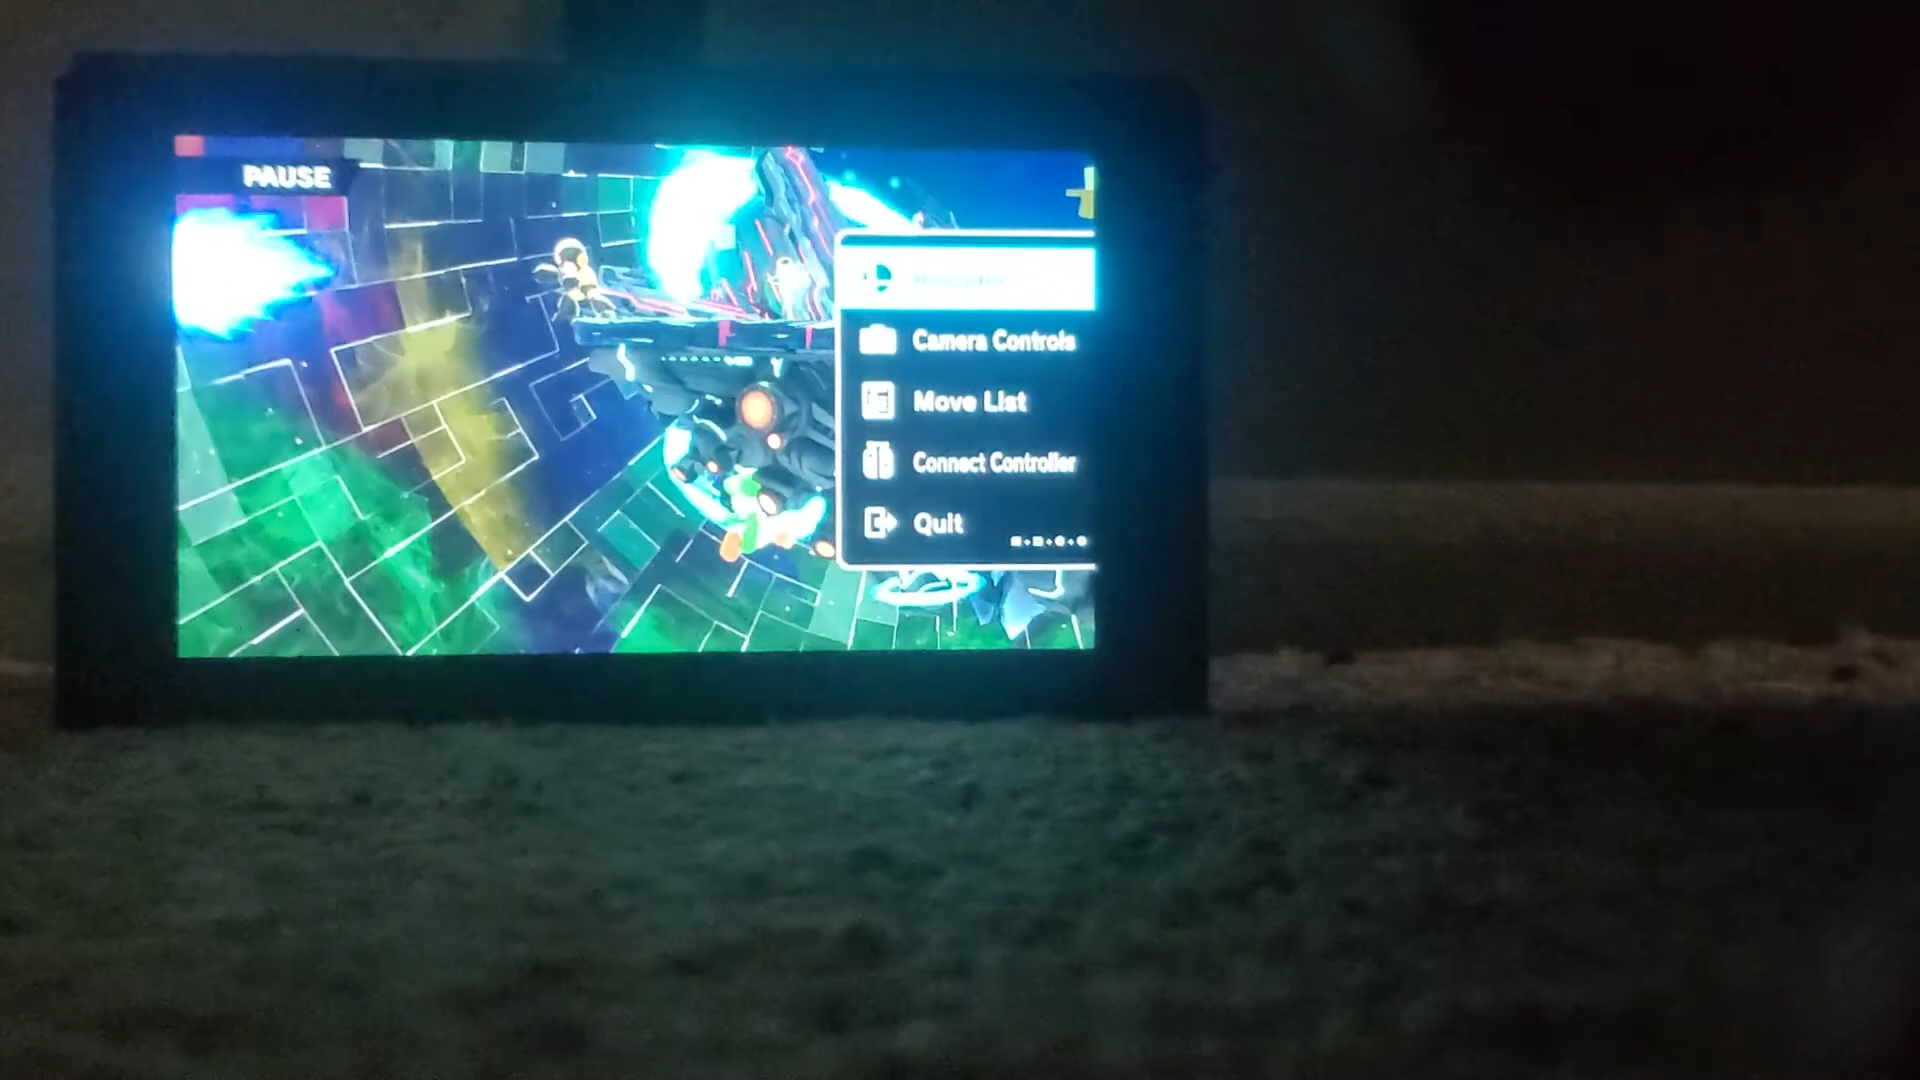 PAUSE
Camera Controls
Move List
Connect Controller
Quit